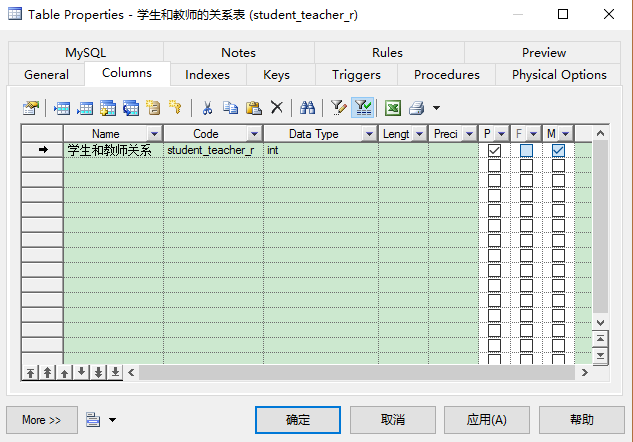 Table Properties - 学生和教师的关系表 (student_teacher_r)
MySQL Notes Rules Preview
General Columns Indexes Keys Triggers Procedures Physical Options
Name Code Data Type Lengt Preci P F M
学生和教师关系 student_teacher_r int
More >> 确定 取消 应用(A) 帮助